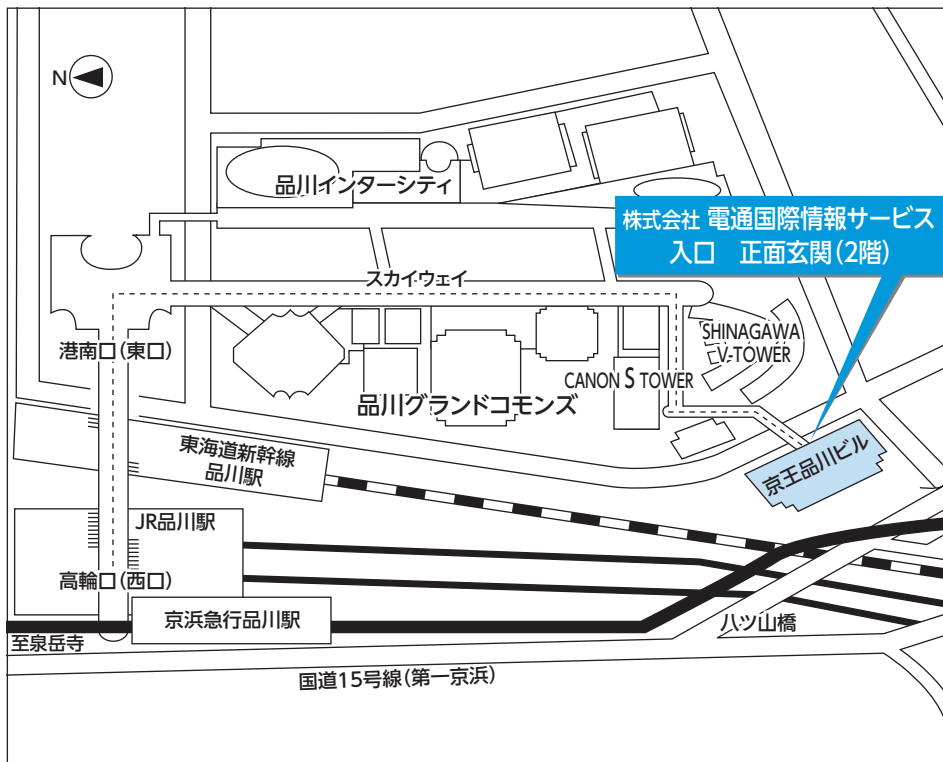 N
品川インターシティ
株式会社 電通国際情報サービス
入口　正面玄関(2階)
スカイウェイ
港南口(東口)
SHINAGAWA
V-TOWER
CANON S TOWER
品川グランドコモンズ
東海道新幹線
品川駅
京王品川ビル
JR品川駅
高輪口(西口)
京浜急行品川駅
八ツ山橋
至泉岳寺
国道15号線(第一京浜)